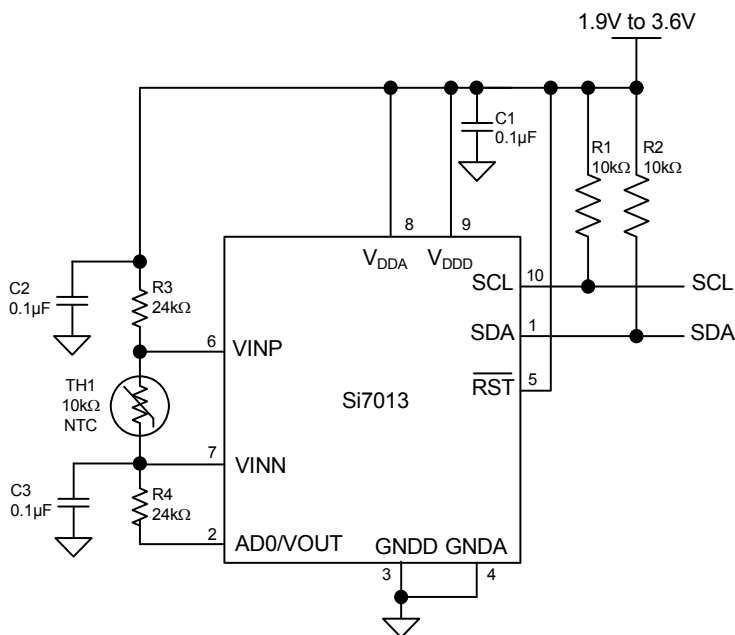 1.9V to 3.6V
C1
0.1µF
R1
10kΩ
R2
10kΩ
8
9
VDDA
VDDD
C2
0.1µF
R3
24kΩ
SCL
10
SCL
SDA
1
SDA
6
VINP
RST
5
TH1
10kΩ
NTC
Si7013
7
VINN
C3
0.1µF
R4
24kΩ
2
AD0/VOUT
GNDD
GNDA
3
4